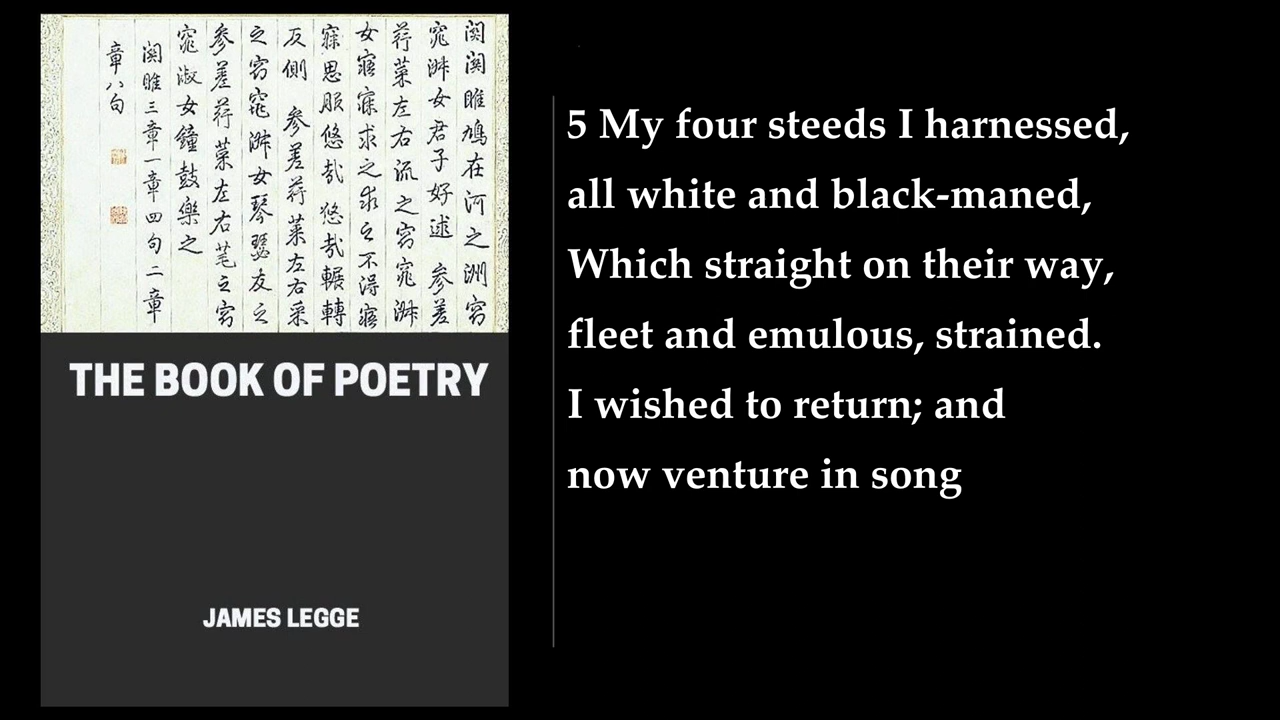 関関雎鳩在河之洲窈
窕淑女君子好逑 參差
荇菜左右流之窈窕淑
女寤寐求之求之不得寤
寐思服悠哉悠哉輾轉
反側 參差荇菜左右采
之窈窕淑女琴瑟友之
參差荇菜左右芼之窈
窕淑女鐘鼓樂之
関雎三章一章四句二章
章八句
THE BOOK OF POETRY
JAMES LEGGE
5 My four steeds I harnessed,
all white and black-maned,
Which straight on their way,
fleet and emulous, strained.
I wished to return; and
now venture in song